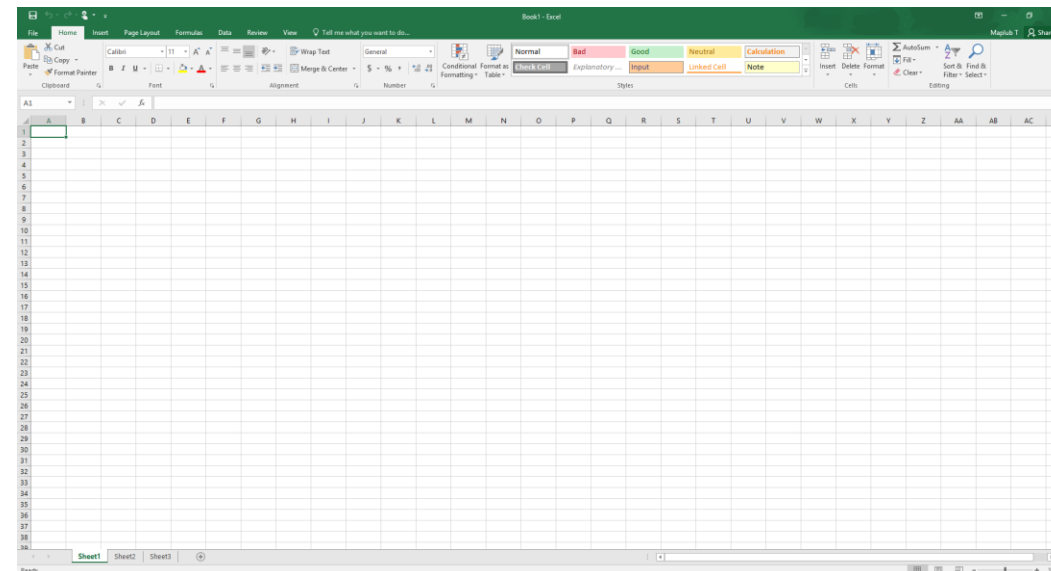 Book1 - Excel
File Home Insert Page Layout Formulas Data Review View Tell me what you want to do... Maplub T Shar
Paste
Cut
Copy
Format Painter
Clipboard
Calibri 11 A A
B I U A
Font
Wrap Text
Merge & Center
Alignment
General
$ % ,
Number
Conditional Formatting
Format as Table
Normal Bad Good Neutral Calculation
Check Cell Explanatory ... Input Linked Cell Note
Styles
Insert Delete Format
Cells
AutoSum
Fill
Clear
Sort & Filter
Find & Select
Editing
A1 fx
A B C D E F G H I J K L M N O P Q R S T U V W X Y Z AA AB AC
1
2
3
4
5
6
7
8
9
10
11
12
13
14
15
16
17
18
19
20
21
22
23
24
25
26
27
28
29
30
31
32
33
34
35
36
37
38
39
Sheet1 Sheet2 Sheet3
Ready